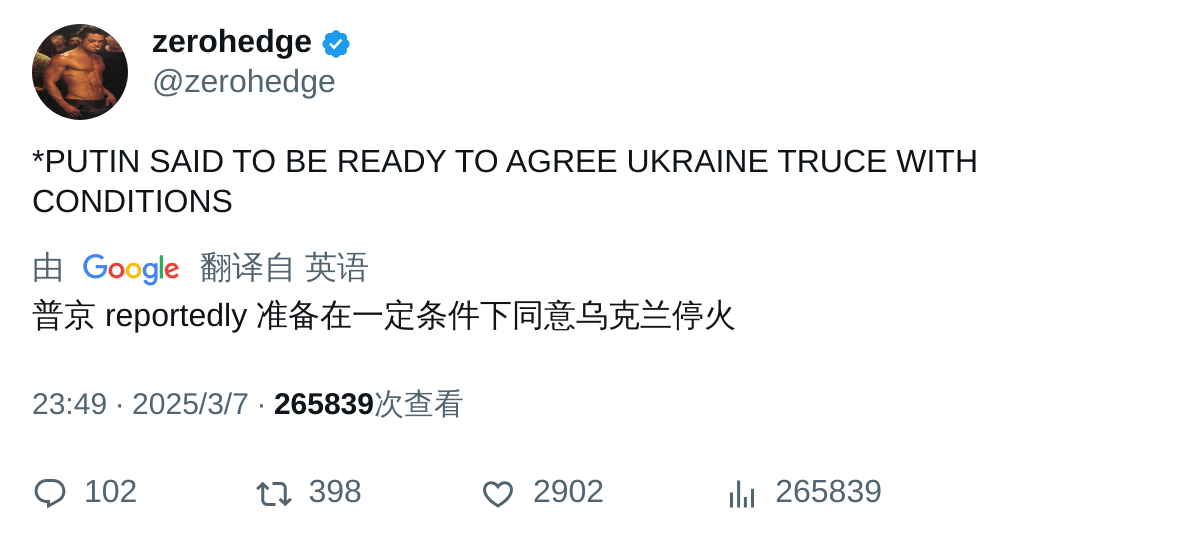 zerohedge
@zerohedge
*PUTIN SAID TO BE READY TO AGREE UKRAINE TRUCE WITH
CONDITIONS
由 Google 翻译自 英语
普京 reportedly 准备在一定条件下同意乌克兰停火
23:49 · 2025/3/7 · 265839次查看
102 398 2902 265839